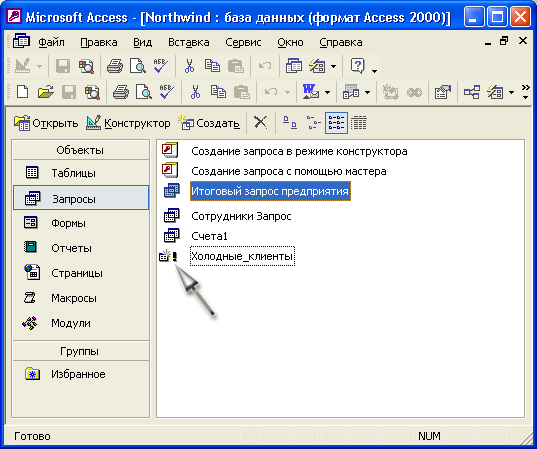 Microsoft Access - [Northwind : база данных (формат Access 2000)]
Файл Правка Вид Вставка Сервис Окно Справка
Открыть Конструктор Создать
Объекты
Таблицы
Запросы
Формы
Отчеты
Страницы
Макросы
Модули
Группы
Избранное
Создание запроса в режиме конструктора
Создание запроса с помощью мастера
Итоговый запрос предприятия
Сотрудники Запрос
Счета1
Холодные_клиенты
Готово NUM